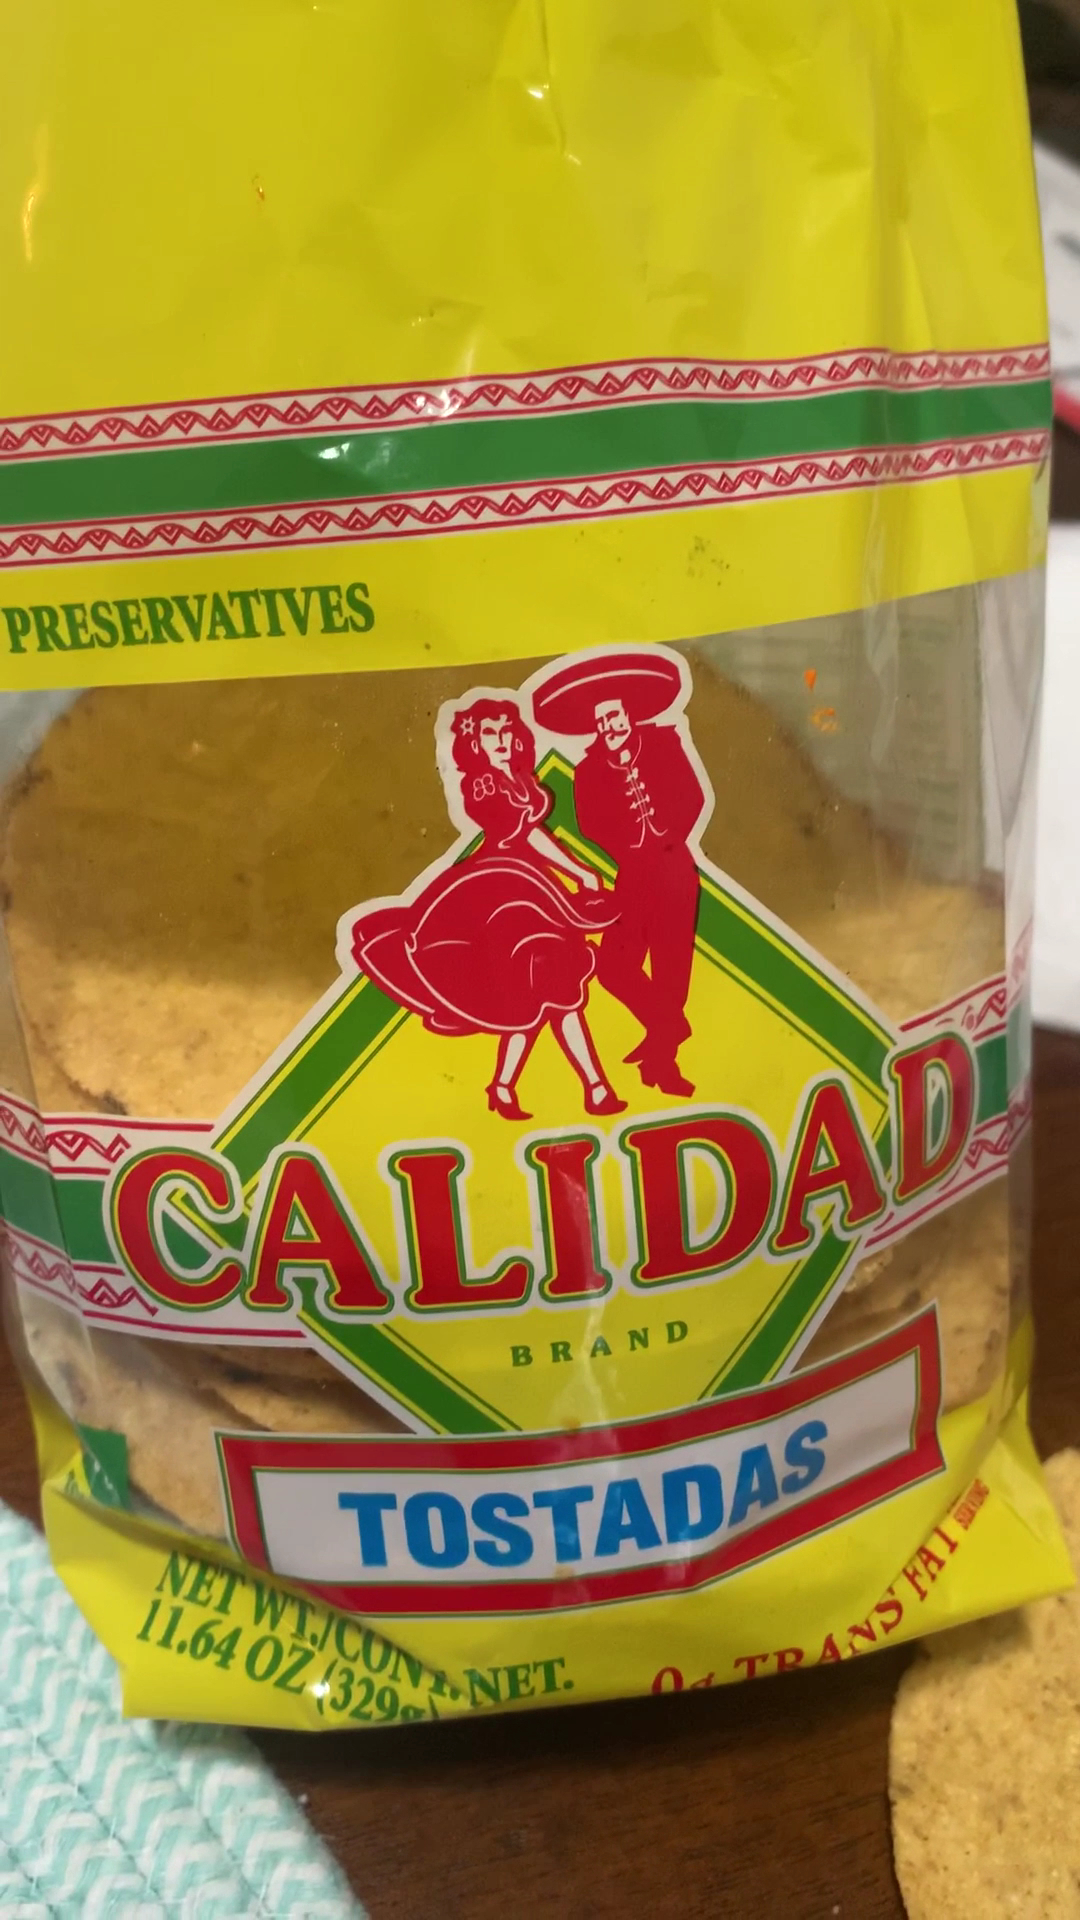 PRESERVATIVES
CALIDAD
BRAND
TOSTADAS
NET WT./CONT. NET.
11.64 OZ (329g)
0g TRANS FAT